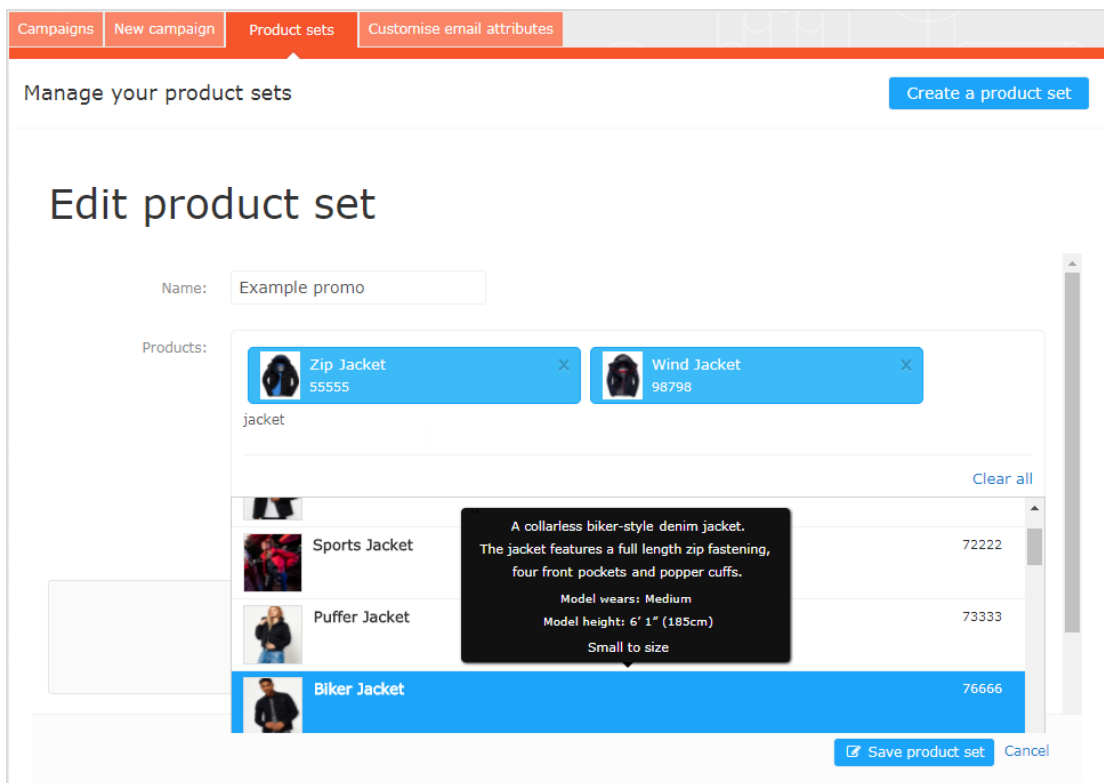 Campaigns
New campaign
Product sets
Customise email attributes
Manage your product sets
Create a product set
Edit product set
Name:
Example promo
Products:
Zip Jacket
55555
X
Wind Jacket
98798
X
jacket
Clear all
A collarless biker-style denim jacket.
The jacket features a full length zip fastening,
four front pockets and popper cuffs.
Model wears: Medium
Model height: 6’ 1” (185cm)
Small to size
Sports Jacket
72222
Puffer Jacket
73333
Biker Jacket
76666
Save product set
Cancel